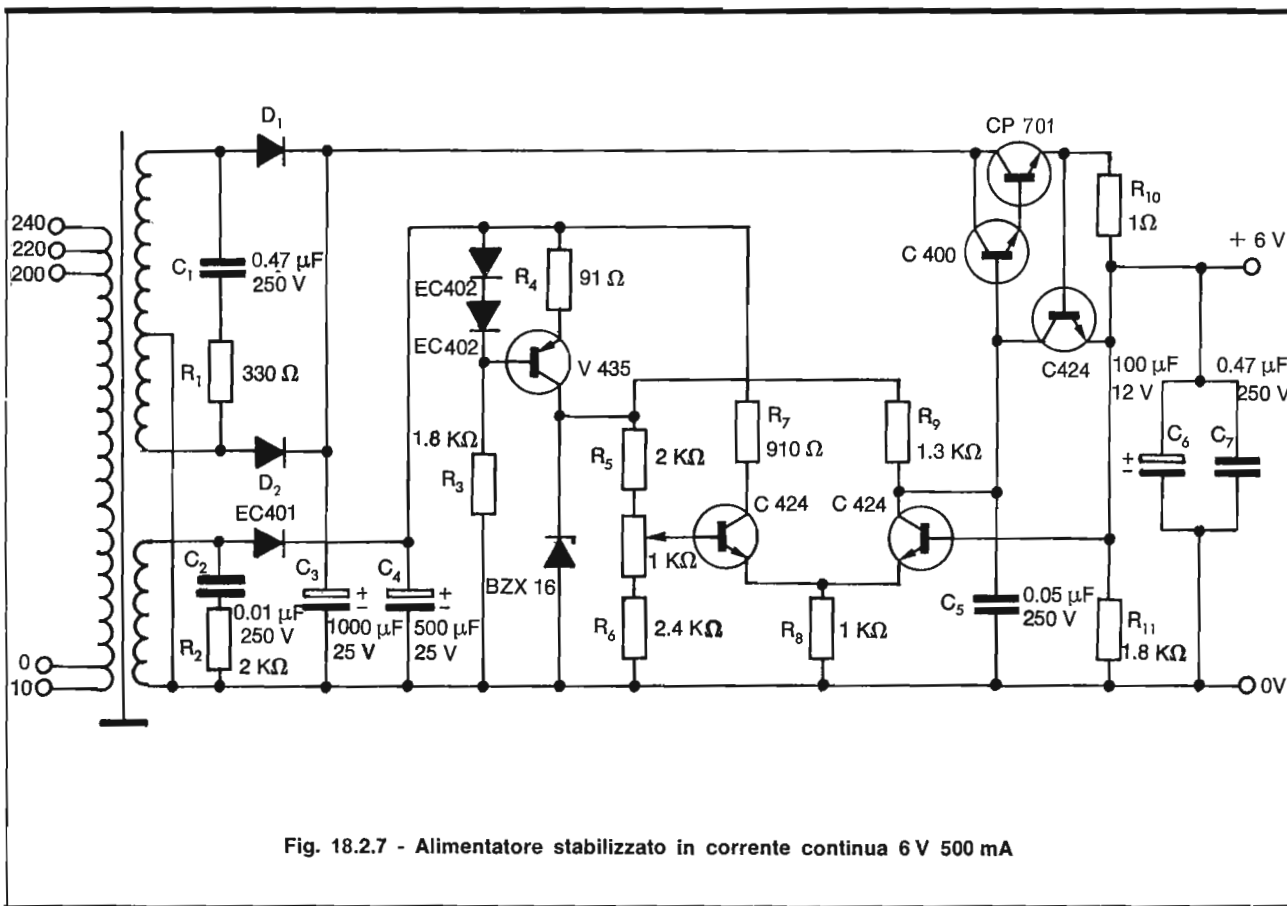 D₁
CP 701
R₁₀
1Ω
240
220
200
C₁
0.47 µF
250 V
EC402
R₄
91 Ω
C 400
+ 6 V
EC402
V 435
C424
100 µF
12 V
0.47 µF
250 V
R₁
330 Ω
1.8 KΩ
R₃
R₅
2 KΩ
R₇
910 Ω
R₉
1.3 KΩ
C₆
+
−
C₇
D₂
EC401
C 424
C 424
C₂
0.01 µF
250 V
C₃
+
−
1000 µF
25 V
C₄
+
−
500 µF
25 V
BZX 16
1 KΩ
R₂
2 KΩ
R₆
2.4 KΩ
R₈
1 KΩ
C₅
0.05 µF
250 V
R₁₁
1.8 KΩ
0
10
0V
Fig. 18.2.7 - Alimentatore stabilizzato in corrente continua 6 V 500 mA